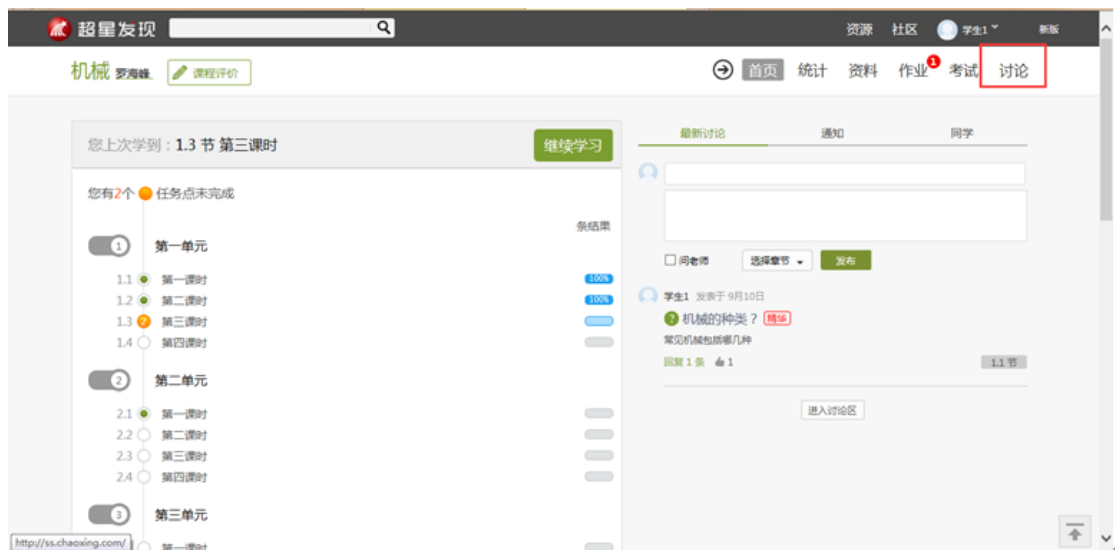 超星发现
资源 社区 学生1 新版
机械 罗海峰 课程评价
首页 统计 资料 作业 1 考试 讨论
您上次学到：1.3 节 第三课时 继续学习
您有2个 任务点未完成
条结果
1 第一单元
1.1 第一课时 100%
1.2 第二课时 100%
1.3 2 第三课时
1.4 第四课时
2 第二单元
2.1 第一课时
2.2 第二课时
2.3 第三课时
2.4 第四课时
3 第三单元
第一课时
http://ss.chaoxing.com/
最新讨论 通知 同学
问老师 选择章节 发布
学生1 发表于 9月10日
? 机械的种类？ 精华
常见机械包括哪几种
回复 1 条 1 1.1 节
进入讨论区